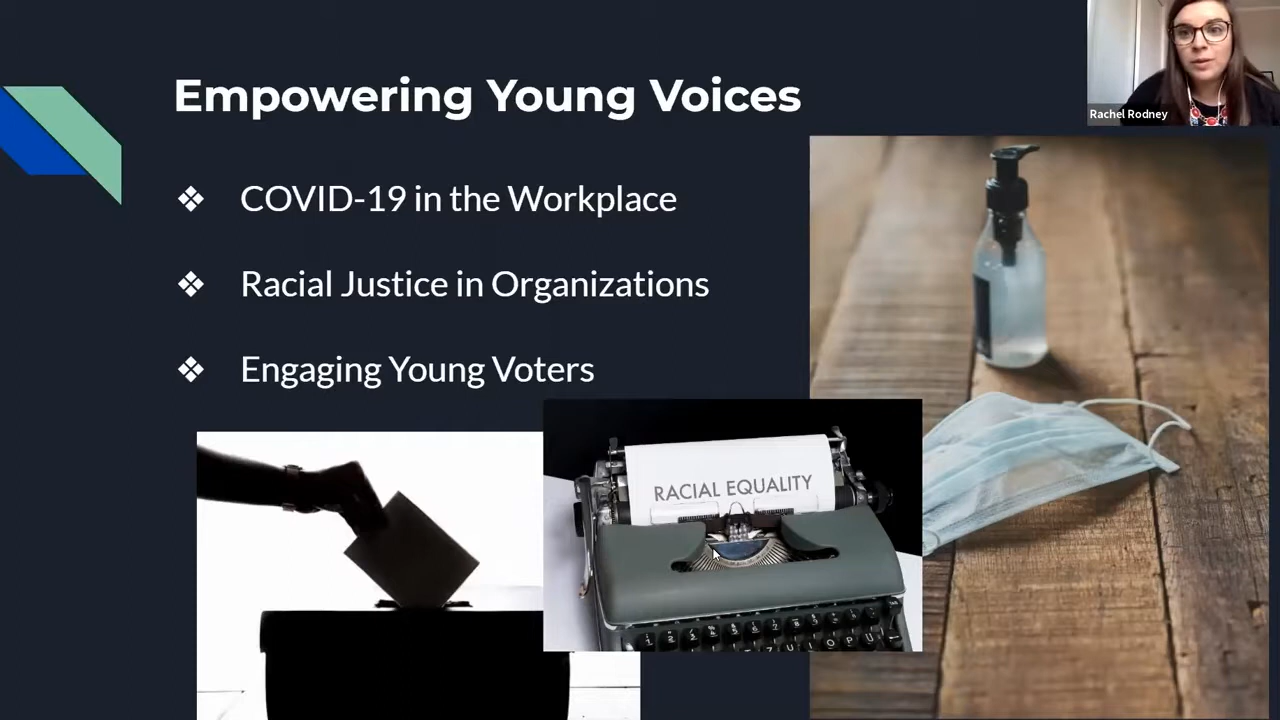 Empowering Young Voices
Rachel Rodney
❖ COVID-19 in the Workplace
❖ Racial Justice in Organizations
❖ Engaging Young Voters
RACIAL EQUALITY
Z U I O P U